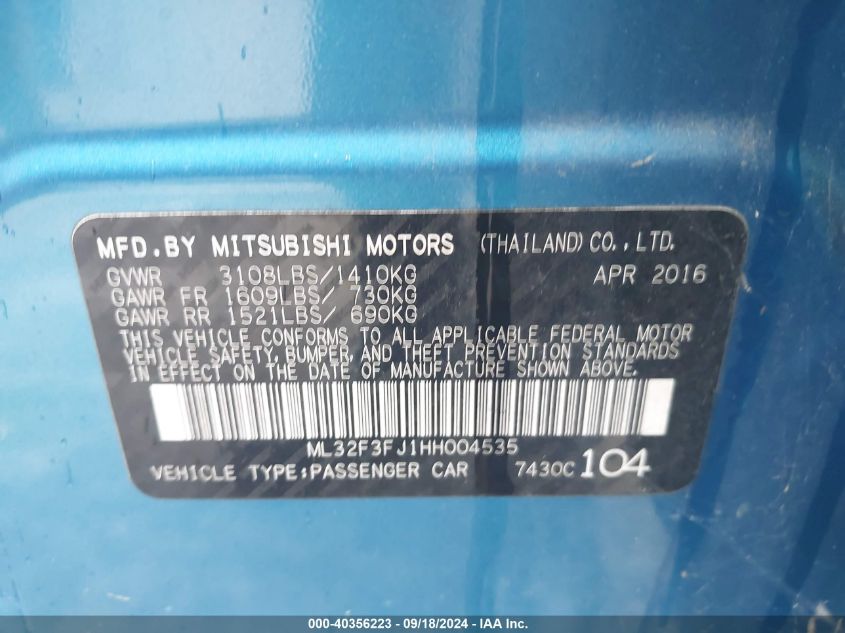 MFD.BY MITSUBISHI MOTORS (THAILAND)CO.,LTD.
GVWR 3108LBS/1410KG APR 2016
GAWR FR 1609LBS/ 730KG
GAWR RR 1521LBS/ 690KG
THIS VEHICLE CONFORMS TO ALL APPLICABLE FEDERAL MOTOR
VEHICLE SAFETY, BUMPER, AND THEFT PREVENTION STANDARDS
IN EFFECT ON THE DATE OF MANUFACTURE SHOWN ABOVE.
ML32F3FJ1HH004535
VEHICLE TYPE:PASSENGER CAR 7430C 104
000-40356223 - 09/18/2024 - IAA Inc.